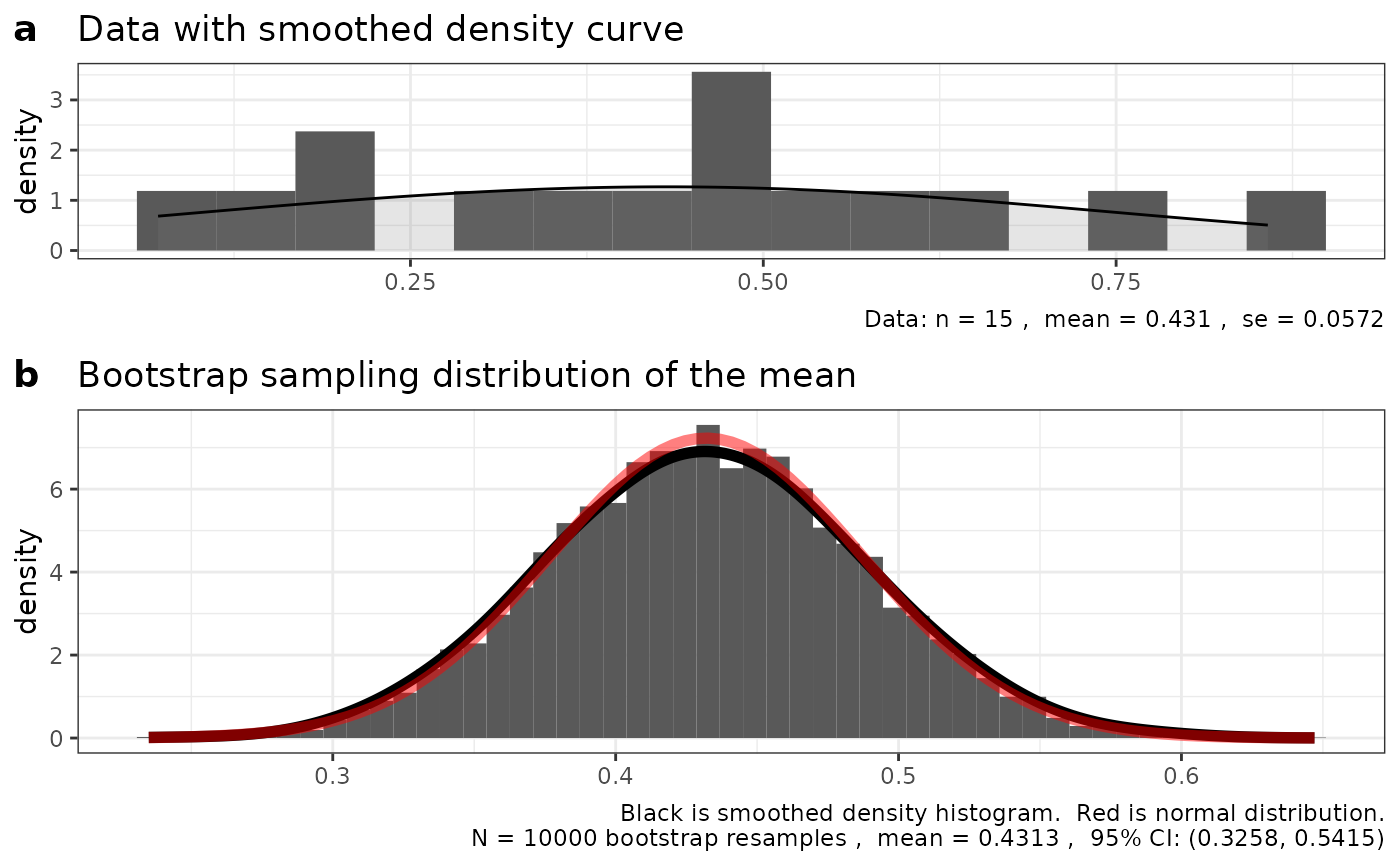 a Data with smoothed density curve
density
3
2
1
0
0.25 0.50 0.75
Data: n = 15 , mean = 0.431 , se = 0.0572
b Bootstrap sampling distribution of the mean
density
6
4
2
0
0.3 0.4 0.5 0.6
Black is smoothed density histogram. Red is normal distribution.
N = 10000 bootstrap resamples , mean = 0.4313 , 95% CI: (0.3258, 0.5415)